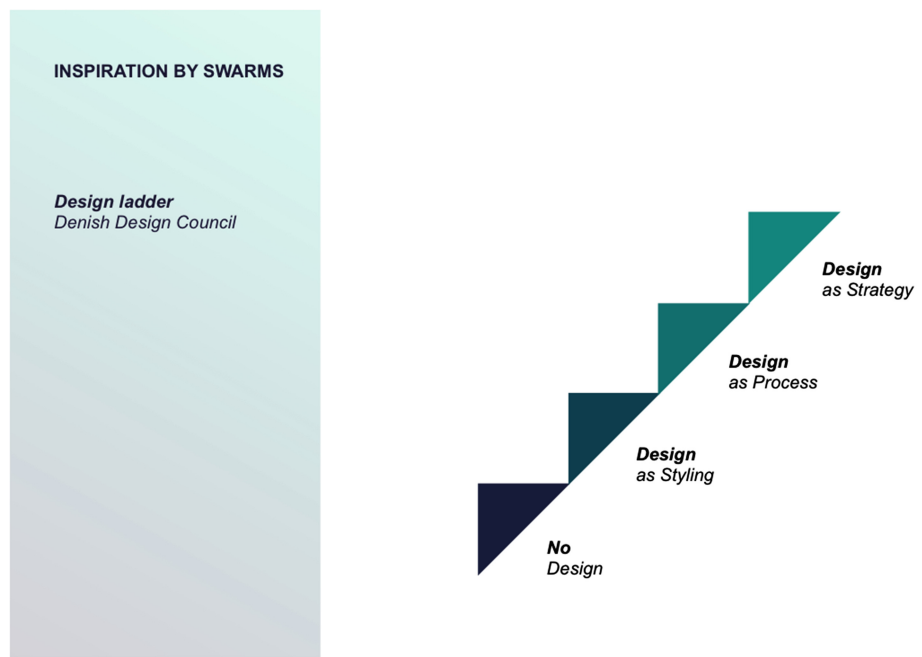 INSPIRATION BY SWARMS
Design ladder
Denish Design Council
Design
as Strategy
Design
as Process
Design
as Styling
No
Design